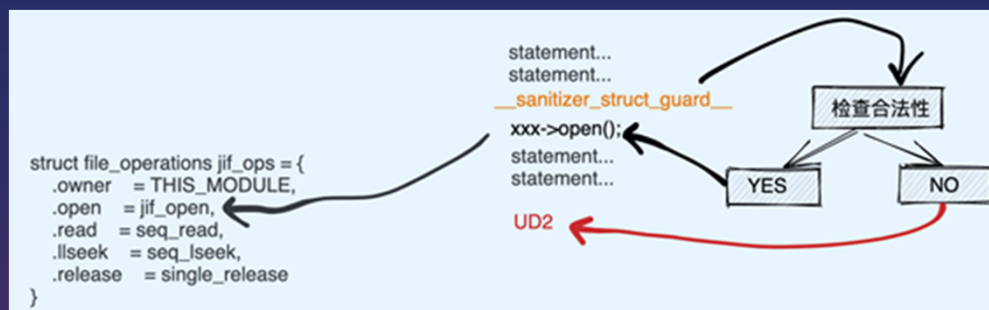 struct file_operations jif_ops = {
.owner = THIS_MODULE,
.open = jif_open,
.read = seq_read,
.llseek = seq_lseek,
.release = single_release
}
statement...
statement...
__sanitizer_struct_guard__
xxx->open();
statement...
statement...
UD2
检查合法性
YES
NO